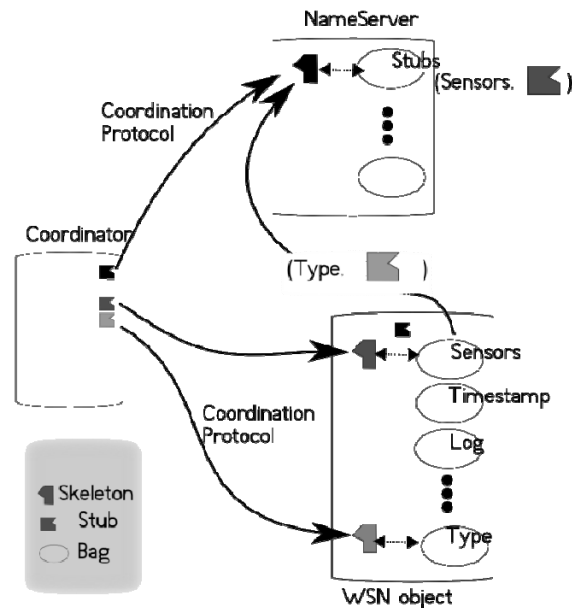 NameServer
Stubs
(Sensors. )
Coordination
Protocol
Coordinator
(Type. )
Sensors
Timestamp
Coordination
Protocol
Log
Skeleton
Stub
Bag
Type
WSN object